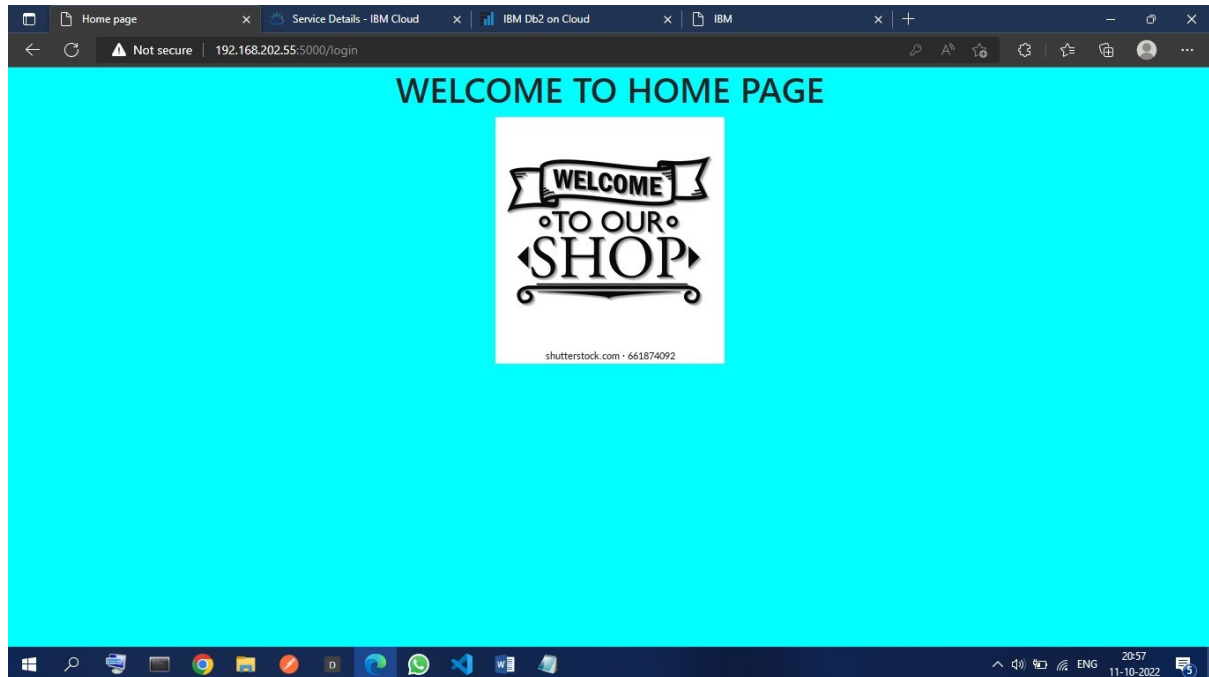 Home page
Service Details - IBM Cloud
IBM Db2 on Cloud
IBM
Not secure
192.168.202.55:5000/login
WELCOME TO HOME PAGE
WELCOME
TO OUR
SHOP
shutterstock.com · 661874092
D
ENG
20:57
11-10-2022
5